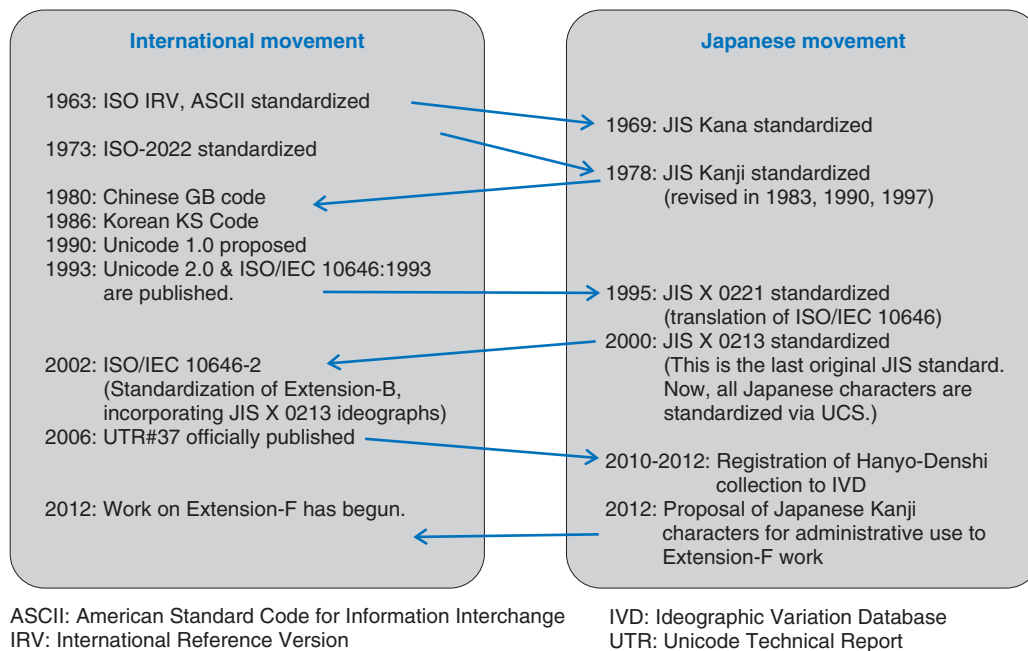 International movement
1963: ISO IRV, ASCII standardized
1973: ISO-2022 standardized
1980: Chinese GB code
1986: Korean KS Code
1990: Unicode 1.0 proposed
1993: Unicode 2.0 & ISO/IEC 10646:1993
are published.
2002: ISO/IEC 10646-2
(Standardization of Extension-B,
incorporating JIS X 0213 ideographs)
2006: UTR#37 officially published
2012: Work on Extension-F has begun.
Japanese movement
1969: JIS Kana standardized
1978: JIS Kanji standardized
(revised in 1983, 1990, 1997)
1995: JIS X 0221 standardized
(translation of ISO/IEC 10646)
2000: JIS X 0213 standardized
(This is the last original JIS standard.
Now, all Japanese characters are
standardized via UCS.)
2010-2012: Registration of Hanyo-Denshi
collection to IVD
2012: Proposal of Japanese Kanji
characters for administrative use to
Extension-F work
ASCII: American Standard Code for Information Interchange
IRV: International Reference Version
IVD: Ideographic Variation Database
UTR: Unicode Technical Report